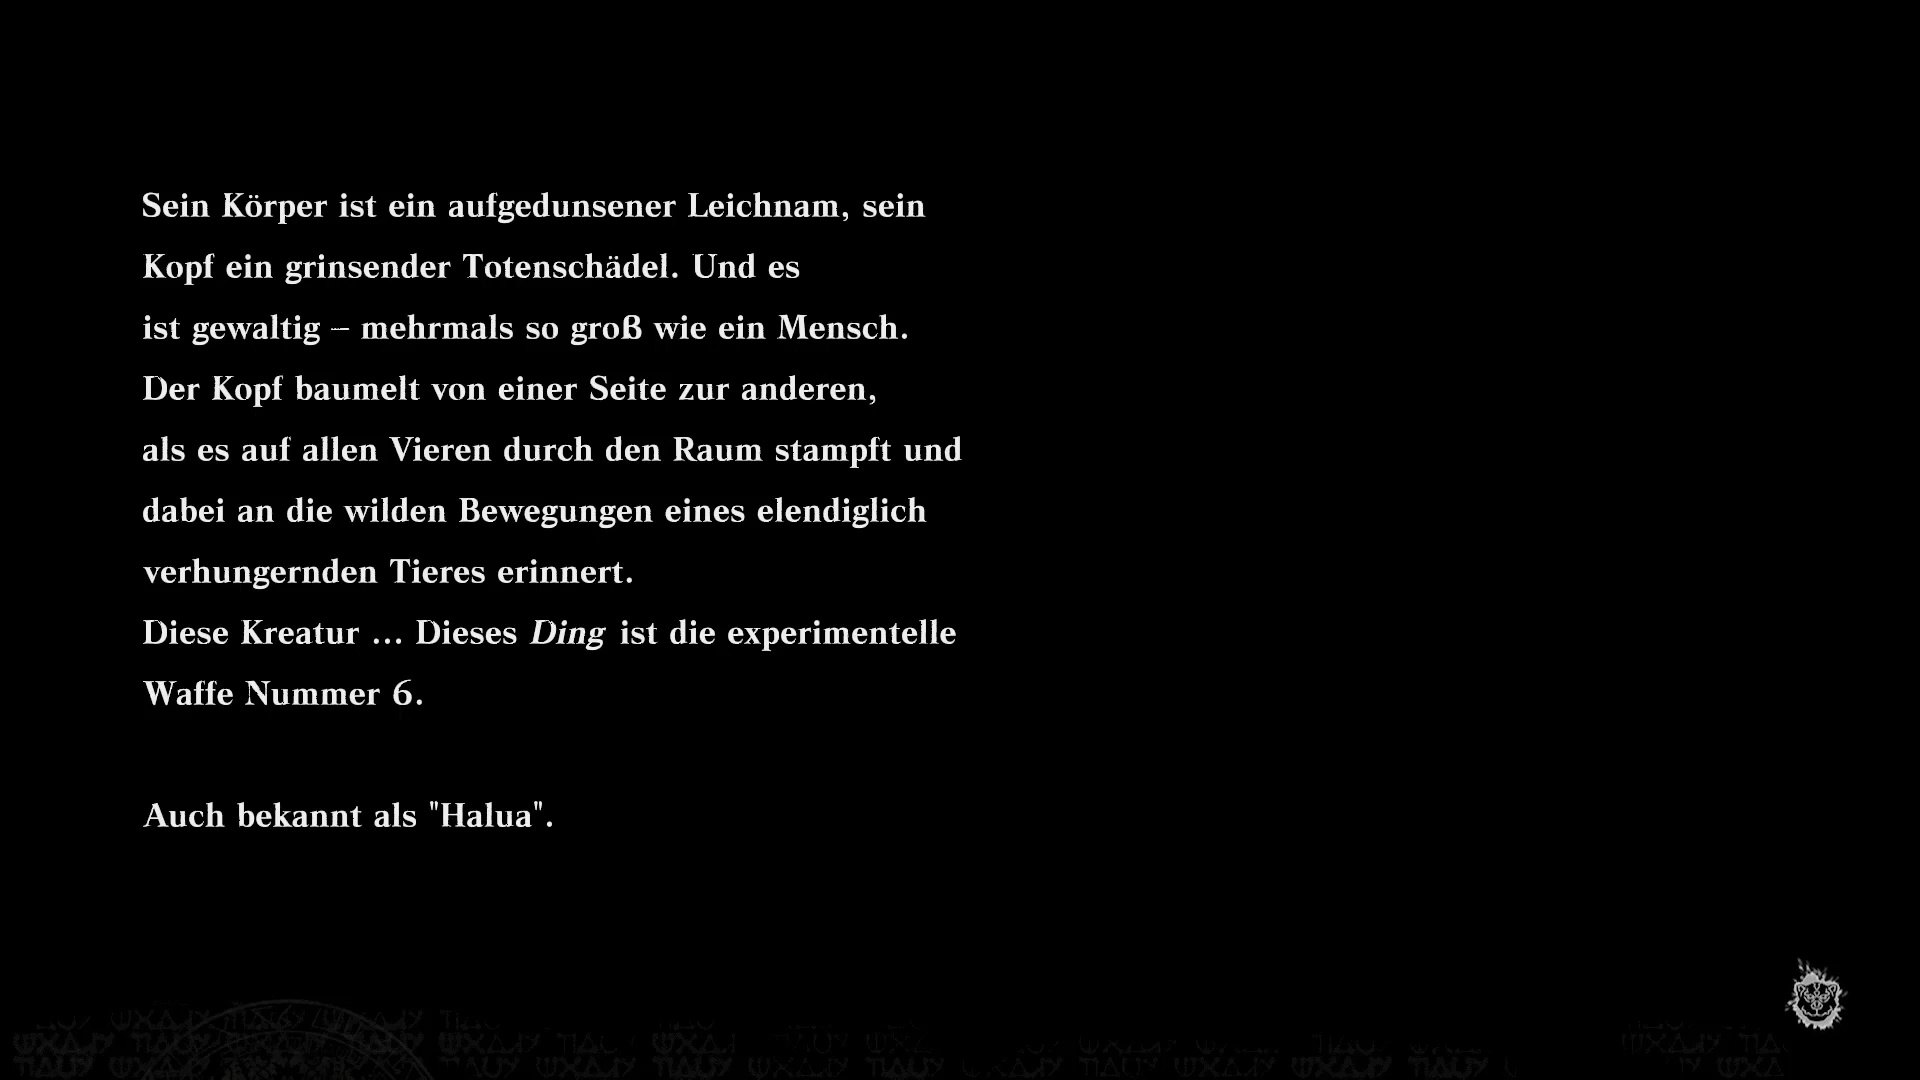 Sein Körper ist ein aufgedunsener Leichnam, sein
Kopf ein grinsender Totenschädel. Und es
ist gewaltig – mehrmals so groß wie ein Mensch.
Der Kopf baumelt von einer Seite zur anderen,
als es auf allen Vieren durch den Raum stampft und
dabei an die wilden Bewegungen eines elendiglich
verhungernden Tieres erinnert.
Diese Kreatur ... Dieses Ding ist die experimentelle
Waffe Nummer 6.
Auch bekannt als "Halua".